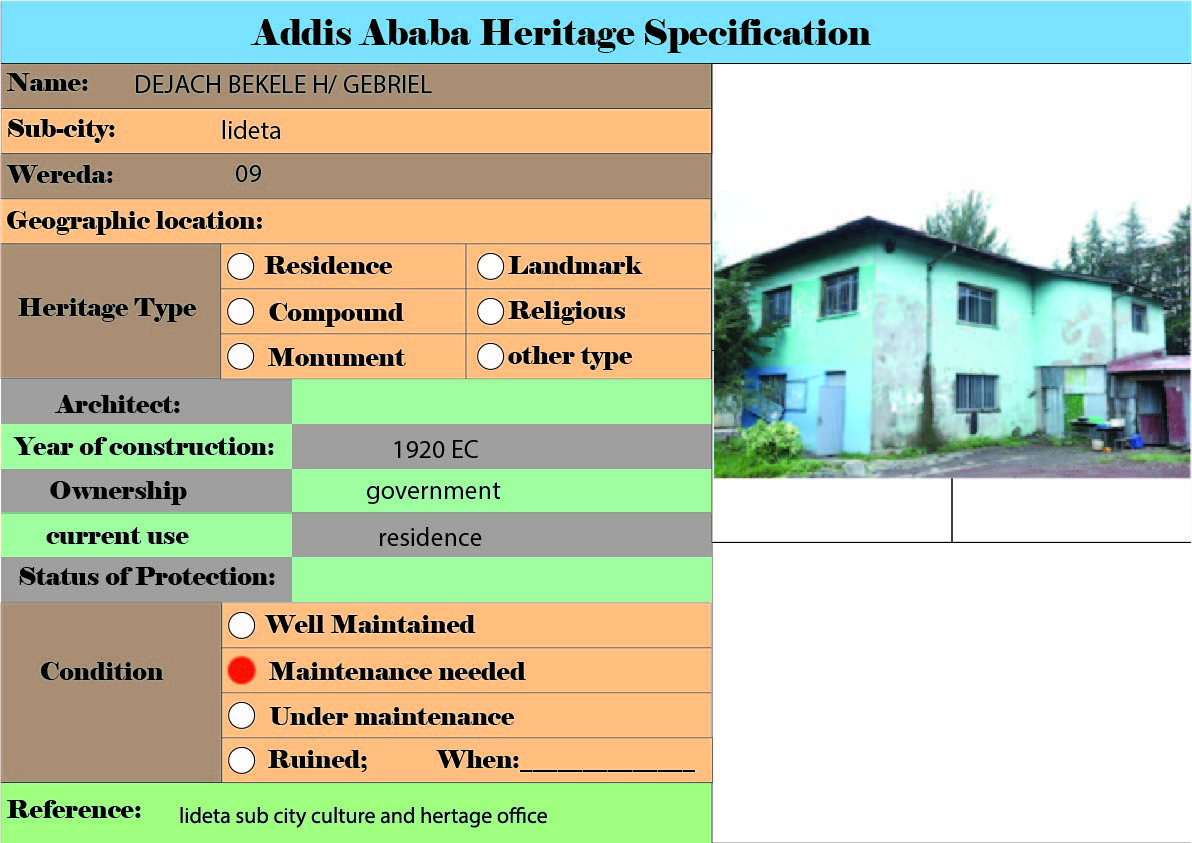 Addis Ababa Heritage Specification
Name: DEJACH BEKELE H/ GEBRIEL
Sub-city: lideta
Wereda: 09
Geographic location:
Heritage Type
Residence
Landmark
Compound
Religious
Monument
other type
Architect:
Year of construction: 1920 EC
Ownership government
current use residence
Status of Protection:
Condition
Well Maintained
Maintenance needed
Under maintenance
Ruined; When:______________
Reference: lideta sub city culture and hertage office